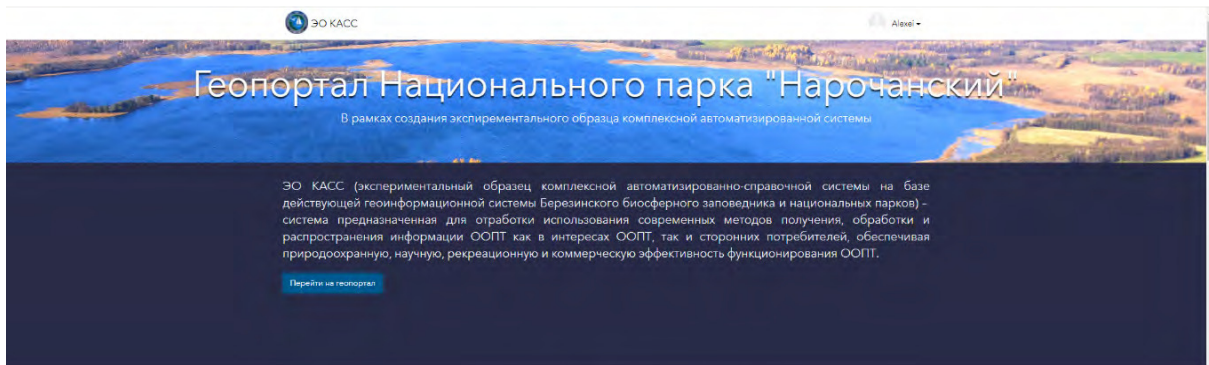 ЭО КАСС
Alexei
Геопортал Национального парка "Нарочанский"
В рамках создания экспирементального образца комплексной автоматизированной системы
ЭО КАСС (экспериментальный образец комплексной автоматизированно-справочной системы на базе
действующей геоинформационной системы Березинского биосферного заповедника и национальных парков) –
система предназначенная для отработки использования современных методов получения, обработки и
распространения информации ООПТ как в интересах ООПТ, так и сторонних потребителей, обеспечивая
природоохранную, научную, рекреационную и коммерческую эффективность функционирования ООПТ.
Перейти на геопортал